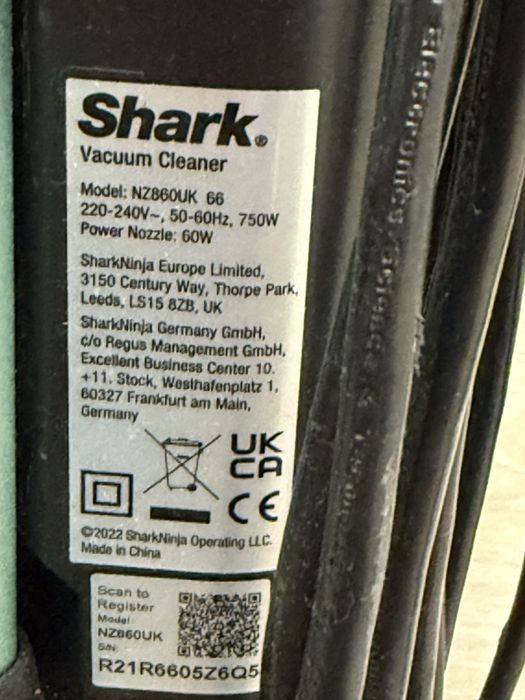 Shark®
Vacuum Cleaner
Model: NZ860UK 66
220-240V~, 50-60Hz, 750W
Power Nozzle: 60W
SharkNinja Europe Limited,
3150 Century Way, Thorpe Park,
Leeds, LS15 8ZB, UK
SharkNinja Germany GmbH,
c/o Regus Management GmbH,
Excellent Business Center 10.
+11. Stock, Westhafenplatz 1,
60327 Frankfurt am Main,
Germany
UK
CA
CE
©2022 SharkNinja Operating LLC.
Made in China
Scan to
Register
Model
NZ860UK
S/N:
R21R6605Z6Q5